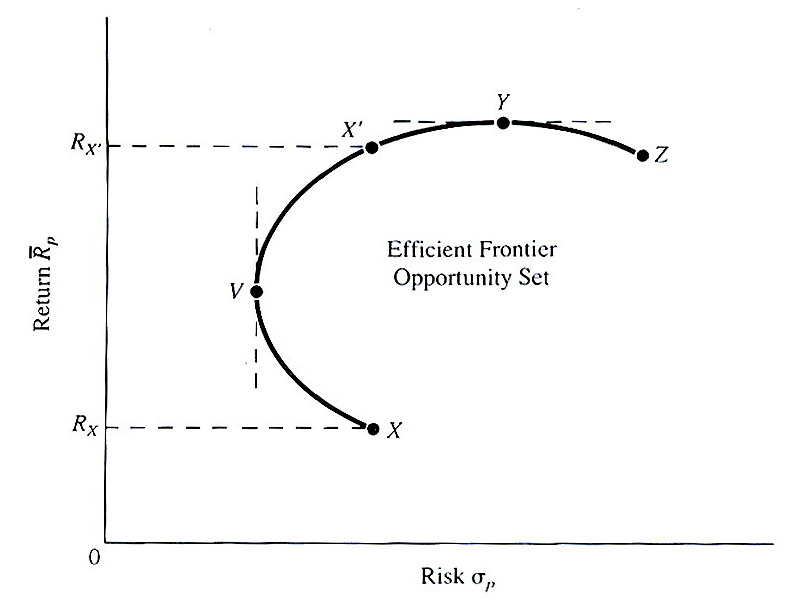 Y
X′
R_X′
Z
Efficient Frontier
Opportunity Set
Return R̄_p
V
R_X
X
0
Risk σ_p